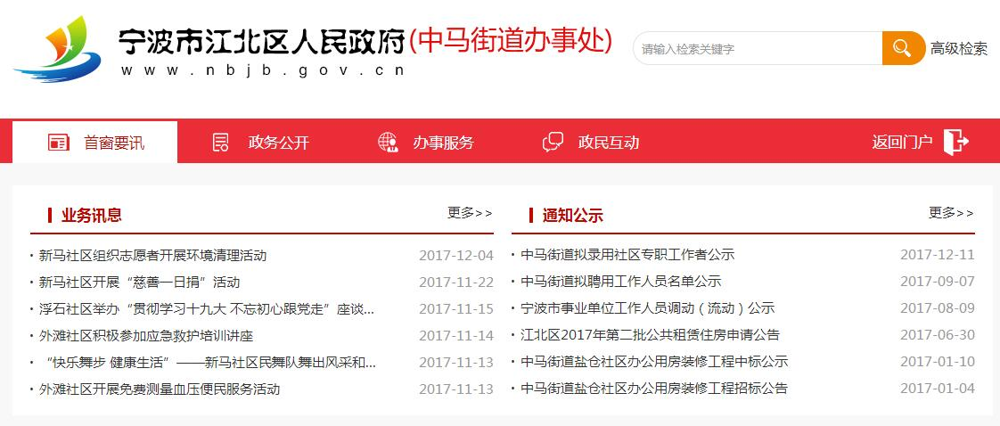 宁波市江北区人民政府(中马街道办事处)
www.nbjb.gov.cn
请输入检索关键字
高级检索
首窗要讯
政务公开
办事服务
政民互动
返回门户
业务讯息
更多>>
· 新马社区组织志愿者开展环境清理活动 2017-12-04
· 新马社区开展“慈善一日捐”活动 2017-11-22
· 浮石社区举办“贯彻学习十九大 不忘初心跟党走”座谈... 2017-11-15
· 外滩社区积极参加应急救护培训讲座 2017-11-14
· “快乐舞步 健康生活”——新马社区民舞队舞出风采和... 2017-11-13
· 外滩社区开展免费测量血压便民服务活动 2017-11-13
通知公示
更多>>
· 中马街道拟录用社区专职工作者公示 2017-12-11
· 中马街道拟聘用工作人员名单公示 2017-09-07
· 宁波市事业单位工作人员调动（流动）公示 2017-08-09
· 江北区2017年第二批公共租赁住房申请公告 2017-06-30
· 中马街道盐仓社区办公用房装修工程中标公示 2017-01-10
· 中马街道盐仓社区办公用房装修工程招标公告 2017-01-04